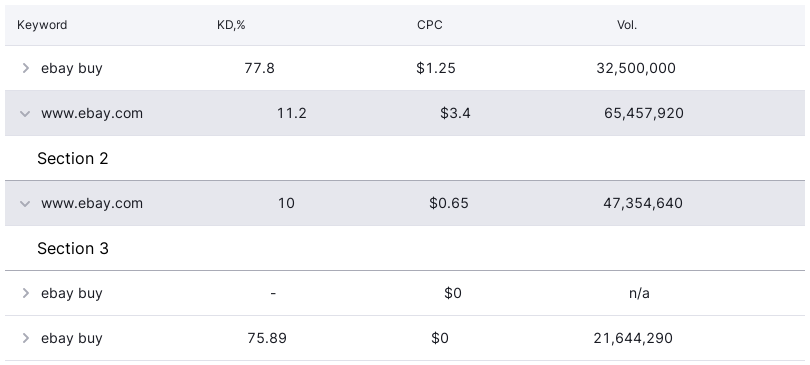 Keyword KD,% CPC Vol.
ebay buy 77.8 $1.25 32,500,000
www.ebay.com 11.2 $3.4 65,457,920
Section 2
www.ebay.com 10 $0.65 47,354,640
Section 3
ebay buy - $0 n/a
ebay buy 75.89 $0 21,644,290